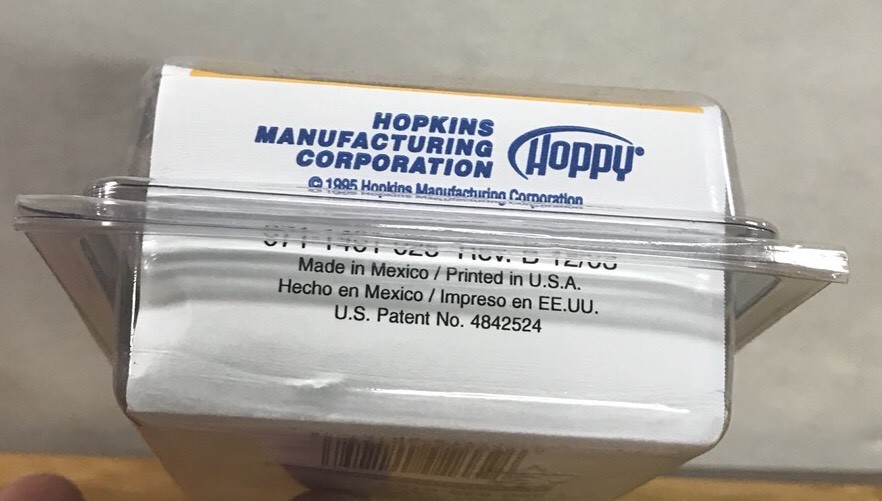 HOPKINS
MANUFACTURING
CORPORATION
Hoppy®
© 1995 Hopkins Manufacturing Corporation
Rev. B
Made in Mexico / Printed in U.S.A.
Hecho en Mexico / Impreso en EE.UU.
U.S. Patent No. 4842524